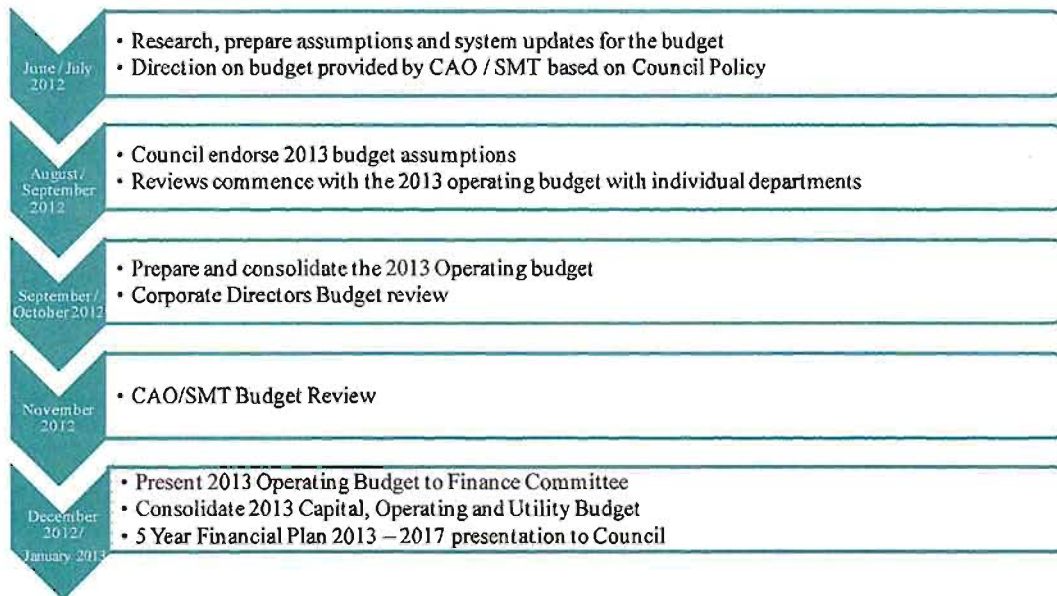 June/July
2012
• Research, prepare assumptions and system updates for the budget
• Direction on budget provided by CAO / SMT based on Council Policy
August/
September
2012
• Council endorse 2013 budget assumptions
• Reviews commence with the 2013 operating budget with individual departments
September/
October 2012
• Prepare and consolidate the 2013 Operating budget
• Corporate Directors Budget review
November
2012
• CAO/SMT Budget Review
December
2012/
January 2013
• Present 2013 Operating Budget to Finance Committee
• Consolidate 2013 Capital, Operating and Utility Budget
• 5 Year Financial Plan 2013 – 2017 presentation to Council